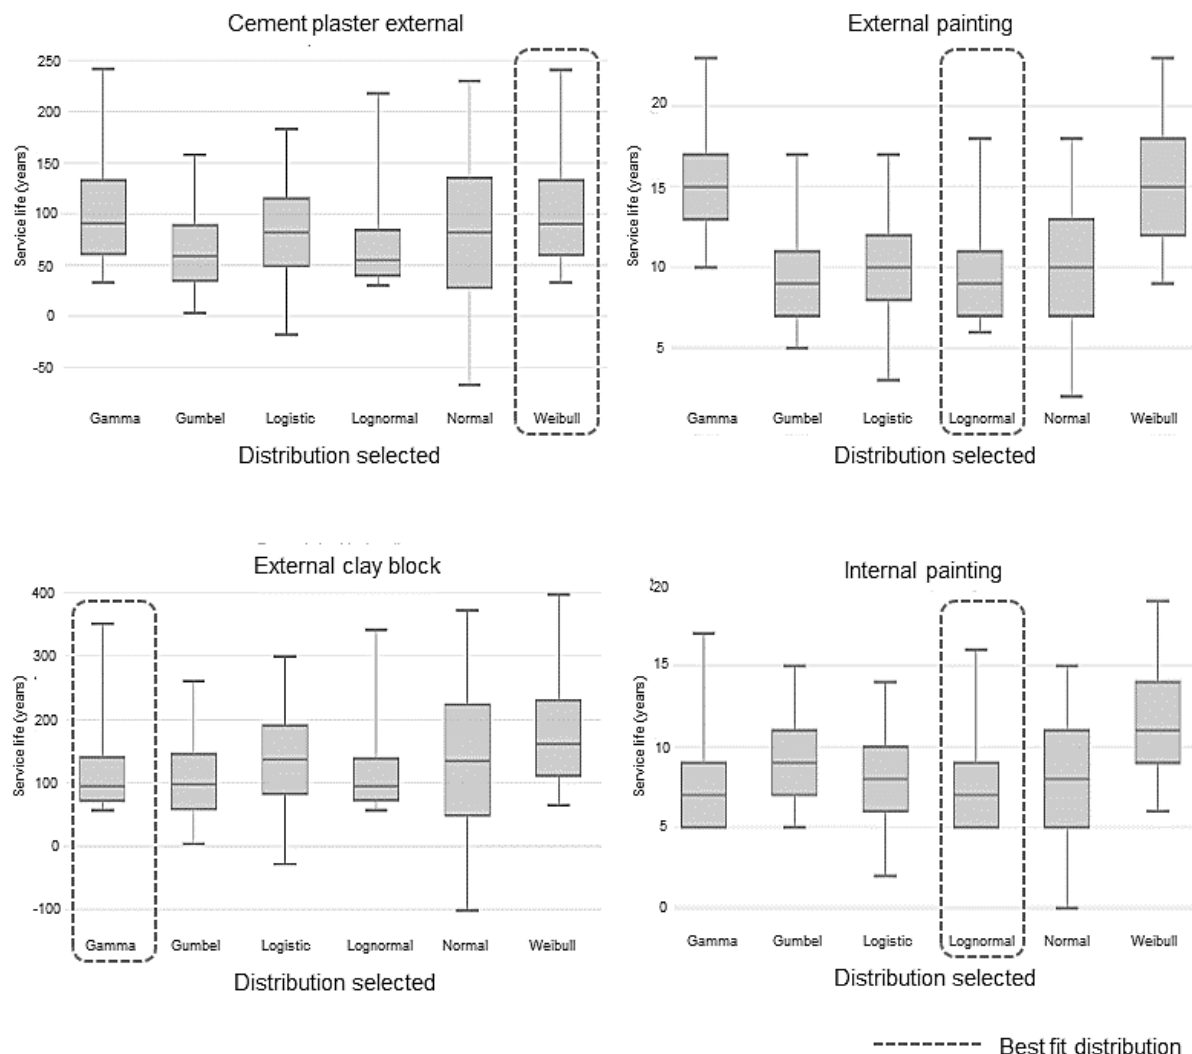 Cement plaster external
250
200
150
100
50
0
-50
Service life (years)
Gamma Gumbel Logistic Lognormal Normal Weibull
Distribution selected
External painting
20
15
10
5
Service life (years)
Gamma Gumbel Logistic Lognormal Normal Weibull
Distribution selected
External clay block
400
300
200
100
0
-100
Service life (years)
Gamma Gumbel Logistic Lognormal Normal Weibull
Distribution selected
Internal painting
20
15
10
5
0
Service life (years)
Gamma Gumbel Logistic Lognormal Normal Weibull
Distribution selected
Best fit distribution